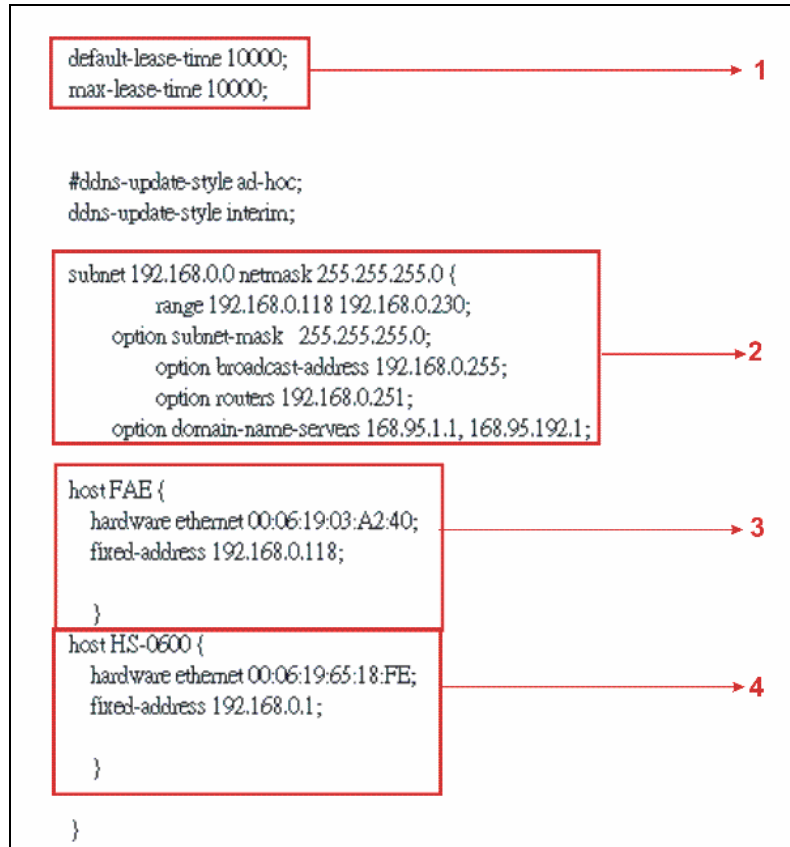 default-lease-time 10000;
max-lease-time 10000;
1
#ddns-update-style ad-hoc;
ddns-update-style interim;
subnet 192.168.0.0 netmask 255.255.255.0 {
range 192.168.0.118 192.168.0.230;
option subnet-mask 255.255.255.0;
option broadcast-address 192.168.0.255;
option routers 192.168.0.251;
option domain-name-servers 168.95.1.1, 168.95.192.1;
2
host FAE {
hardware ethernet 00:06:19:03:A2:40;
fixed-address 192.168.0.118;
}
3
host HS-0600 {
hardware ethernet 00:06:19:65:18:FE;
fixed-address 192.168.0.1;
}
4
}